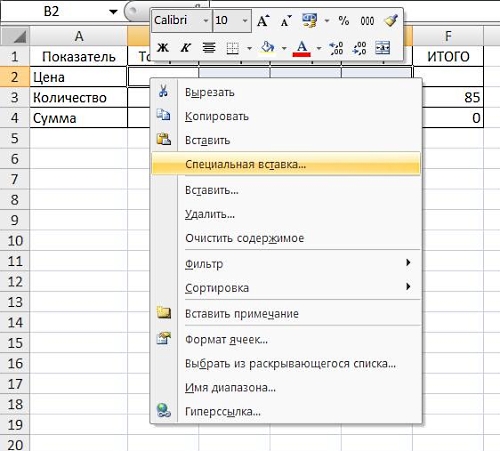 B2 Calibri 10 A A % 000
Ж К A ,00 ,0
A B C D E F
1 Показатель То ИТОГО
2 Цена
3 Количество 85
4 Сумма 0
5
6
7
8
9
10
11
12
13
14
15
16
17
18
19
20
Вырезать
Копировать
Вставить
Специальная вставка...
Вставить...
Удалить...
Очистить содержимое
Фильтр
Сортировка
Вставить примечание
Формат ячеек...
Выбрать из раскрывающегося списка...
Имя диапазона...
Гиперссылка...